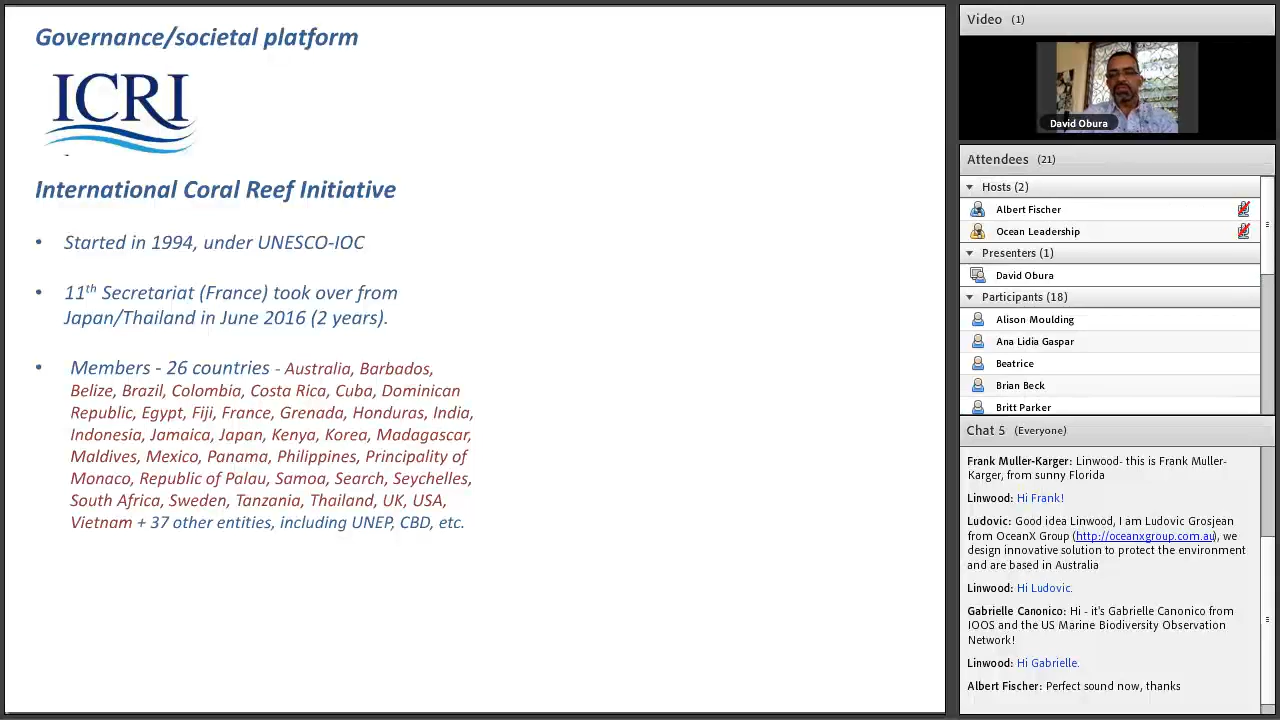 Governance/societal platform
ICRI
International Coral Reef Initiative
• Started in 1994, under UNESCO-IOC
• 11th Secretariat (France) took over from
Japan/Thailand in June 2016 (2 years).
• Members - 26 countries - Australia, Barbados,
Belize, Brazil, Colombia, Costa Rica, Cuba, Dominican
Republic, Egypt, Fiji, France, Grenada, Honduras, India,
Indonesia, Jamaica, Japan, Kenya, Korea, Madagascar,
Maldives, Mexico, Panama, Philippines, Principality of
Monaco, Republic of Palau, Samoa, Search, Seychelles,
South Africa, Sweden, Tanzania, Thailand, UK, USA,
Vietnam + 37 other entities, including UNEP, CBD, etc.
Video (1)
David Obura
Attendees (21)
Hosts (2)
Albert Fischer
Ocean Leadership
Presenters (1)
David Obura
Participants (18)
Alison Moulding
Ana Lidia Gaspar
Beatrice
Brian Beck
Britt Parker
Chat 5 (Everyone)
Frank Muller-Karger: Linwood- this is Frank Muller-
Karger, from sunny Florida
Linwood: Hi Frank!
Ludovic: Good idea Linwood, I am Ludovic Grosjean
from OceanX Group (http://oceanxgroup.com.au), we
design innovative solution to protect the environment
and are based in Australia
Linwood: Hi Ludovic.
Gabrielle Canonico: Hi - it's Gabrielle Canonico from
IOOS and the US Marine Biodiversity Observation
Network!
Linwood: Hi Gabrielle.
Albert Fischer: Perfect sound now, thanks